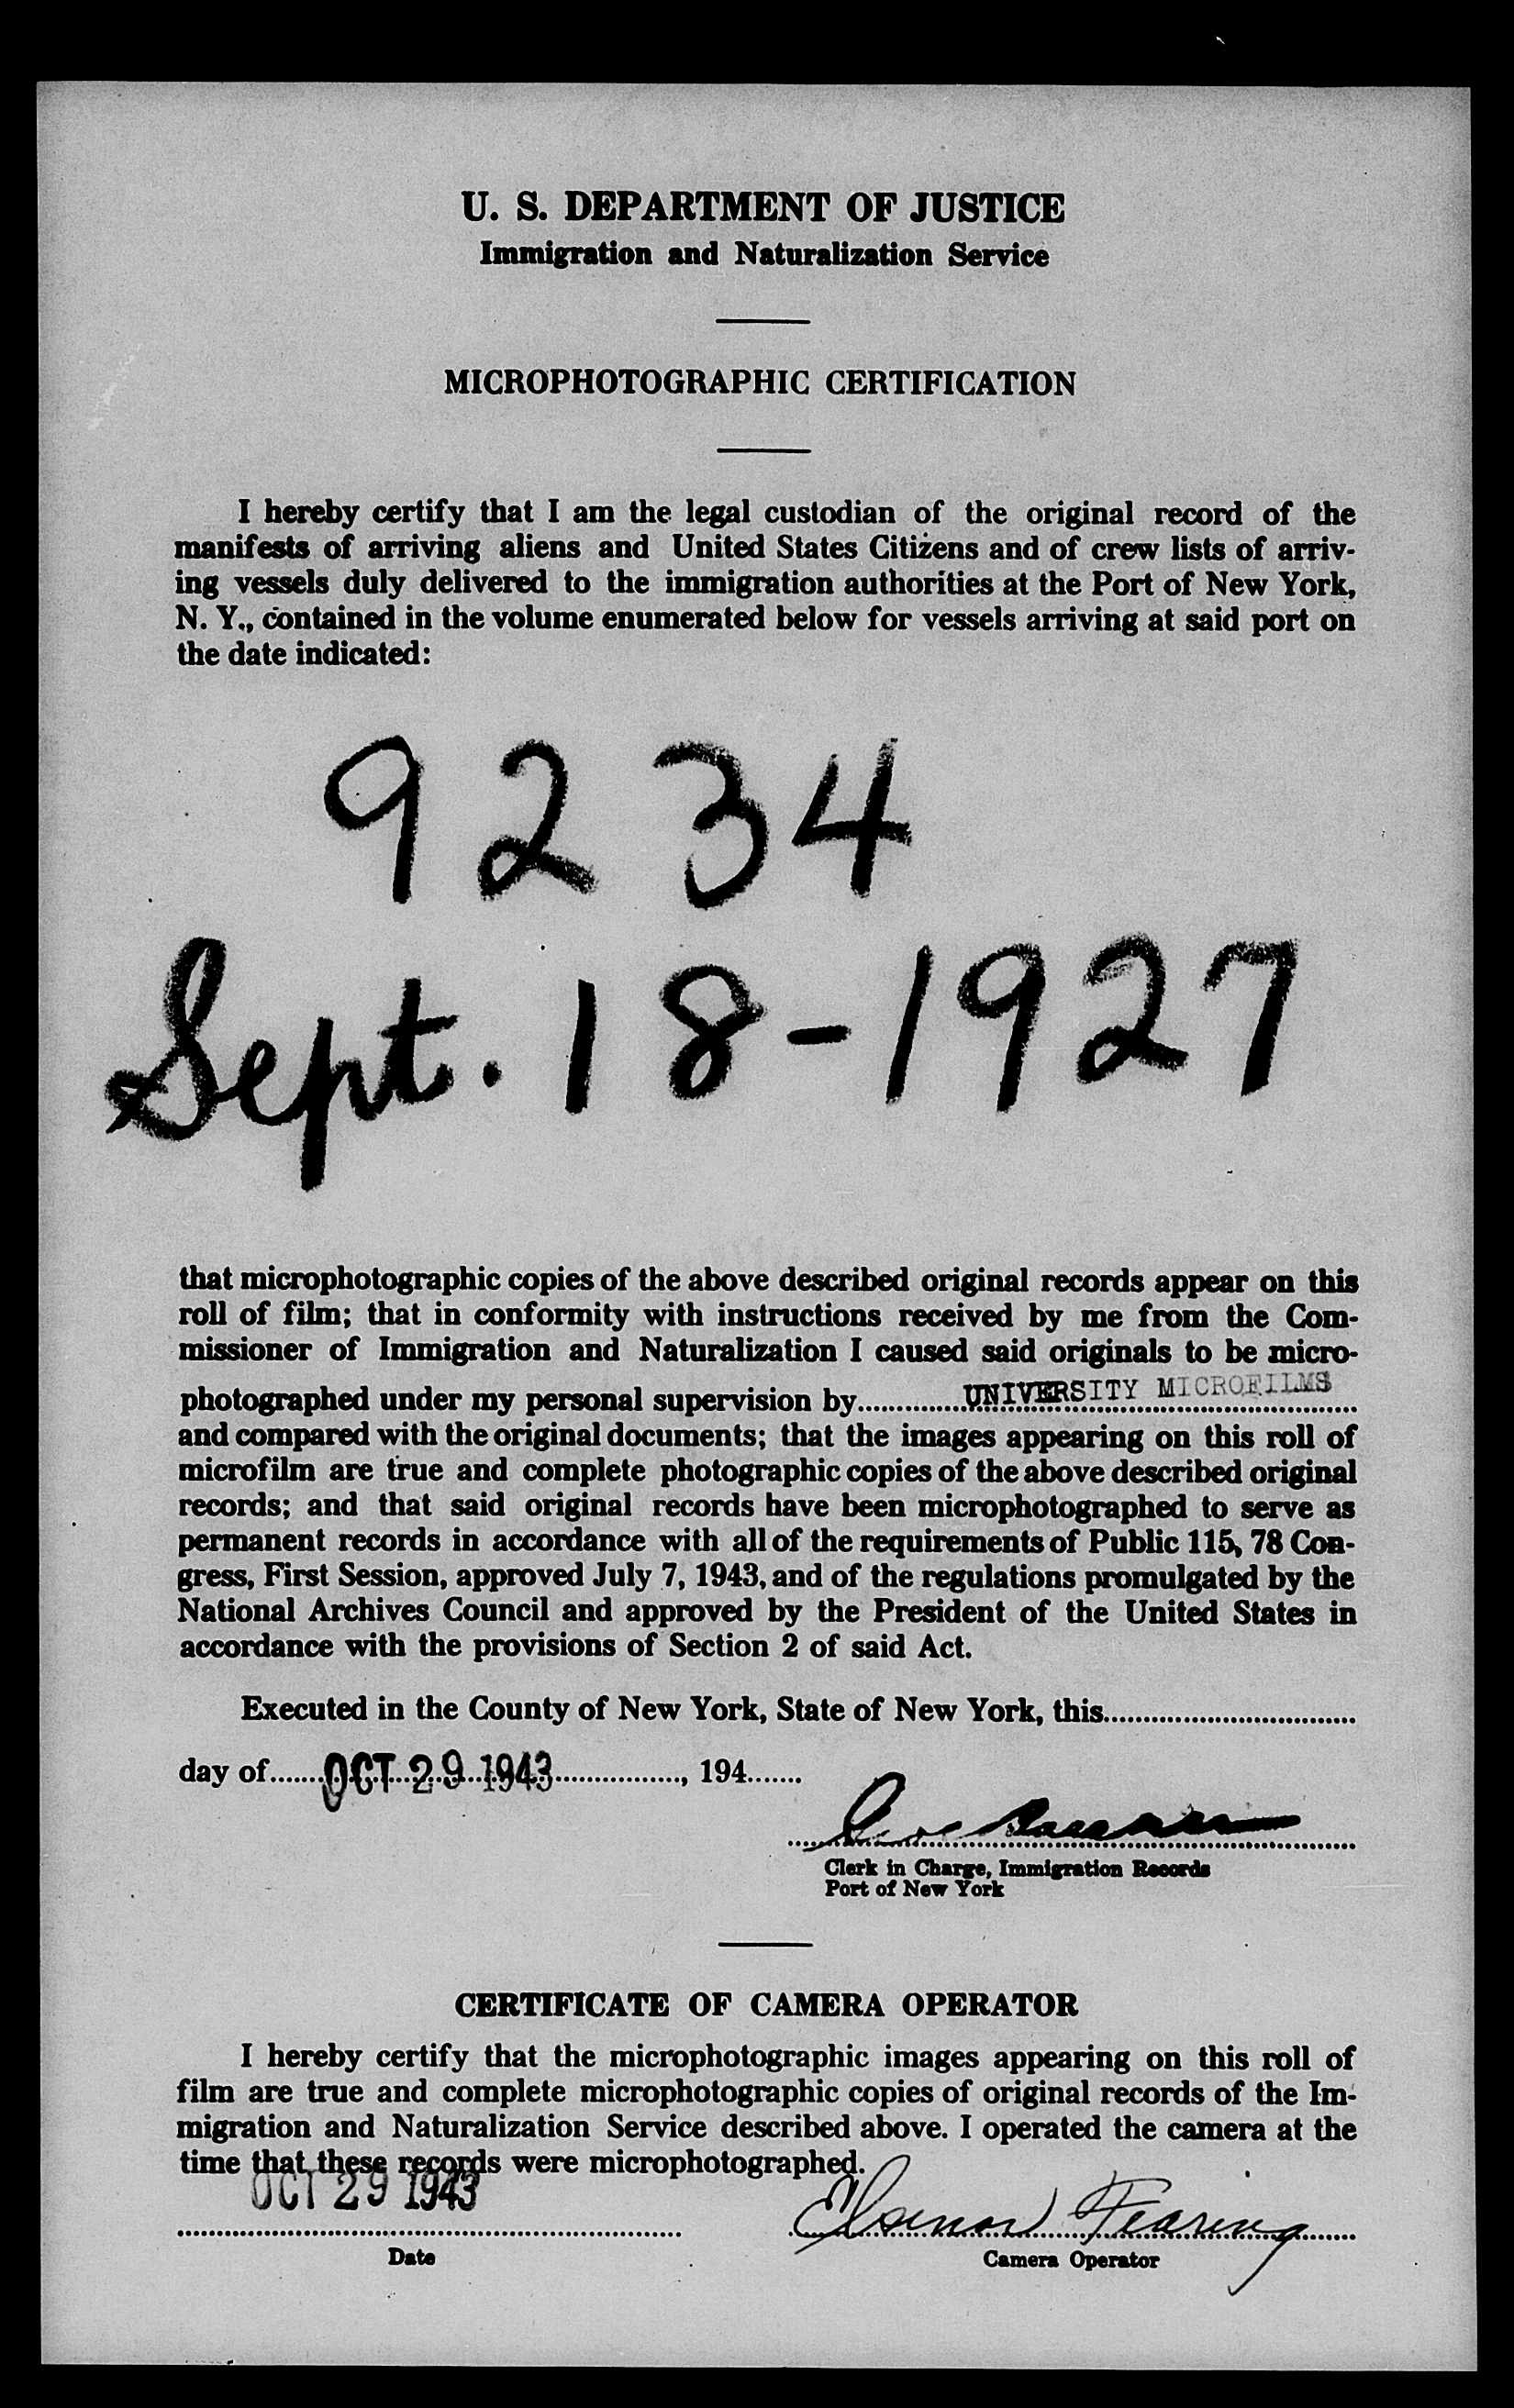 U. S. DEPARTMENT OF JUSTICE
Immigration and Naturalization Service
MICROPHOTOGRAPHIC CERTIFICATION
I hereby certify that I am the legal custodian of the original record of the
manifests of arriving aliens and United States Citizens and of crew lists of arriv-
ing vessels duly delivered to the immigration authorities at the Port of New York,
N. Y., contained in the volume enumerated below for vessels arriving at said port on
the date indicated:
9234
Sept. 18-1927
that microphotographic copies of the above described original records appear on this
roll of film; that in conformity with instructions received by me from the Com-
missioner of Immigration and Naturalization I caused said originals to be micro-
photographed under my personal supervision by UNIVERSITY MICROFILMS
and compared with the original documents; that the images appearing on this roll of
microfilm are true and complete photographic copies of the above described original
records; and that said original records have been microphotographed to serve as
permanent records in accordance with all of the requirements of Public 115, 78 Con-
gress, First Session, approved July 7, 1943, and of the regulations promulgated by the
National Archives Council and approved by the President of the United States in
accordance with the provisions of Section 2 of said Act.
Executed in the County of New York, State of New York, this
day of OCT 29 1943, 194
Clerk in Charge, Immigration Records
Port of New York
CERTIFICATE OF CAMERA OPERATOR
I hereby certify that the microphotographic images appearing on this roll of
film are true and complete microphotographic copies of original records of the Im-
migration and Naturalization Service described above. I operated the camera at the
time that these records were microphotographed.
OCT 29 1943
Elsinor Fearing
Date
Camera Operator